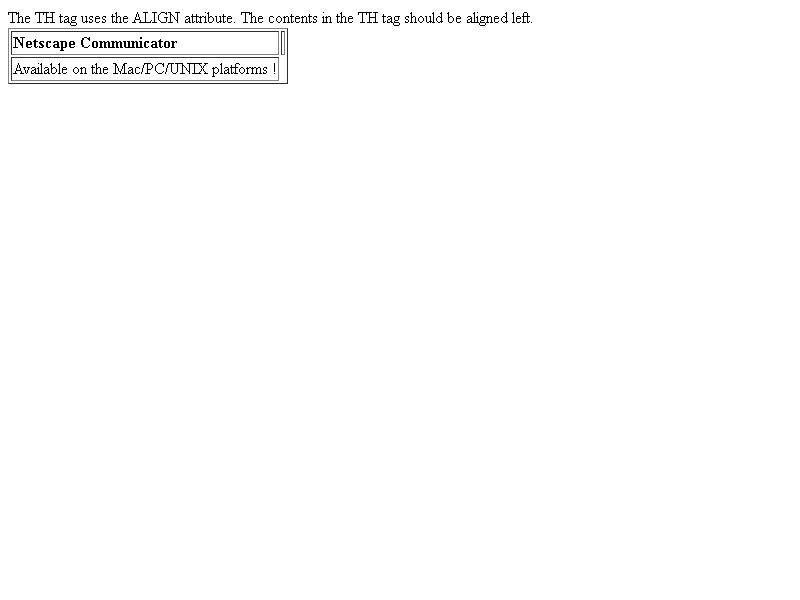 The TH tag uses the ALIGN attribute. The contents in the TH tag should be aligned left.
Netscape Communicator
Available on the Mac/PC/UNIX platforms !